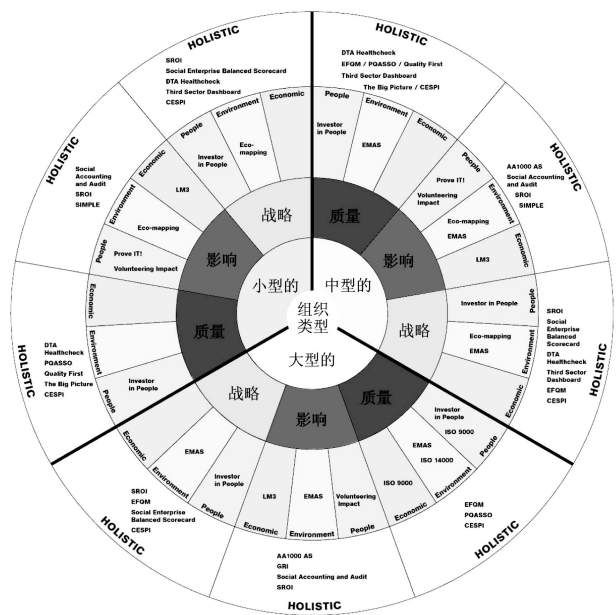 HOLISTIC
SROI
Social Enterprise Balanced Scorecard
DTA Healthcheck
Third Sector Dashboard
CESPI
People
Environment
Economic
Investor
in People
Eco-
mapping
战略
HOLISTIC
DTA Healthcheck
EFQM / PQASSO / Quality First
Third Sector Dashboard
The Big Picture / CESPI
People
Environment
Economic
Investor
in People
EMAS
质量
HOLISTIC
AA1000 AS
Social Accounting
and Audit
SROI
SIMPLE
People
Environment
Economic
Prove IT!
Volunteering
Impact
Eco-mapping
EMAS
LM3
影响
HOLISTIC
SROI
Social
Enterprise
Balanced
Scorecard
DTA
Healthcheck
Third Sector
Dashboard
EFQM
CESPI
People
Environment
Economic
Investor in People
Eco-mapping
EMAS
战略
HOLISTIC
EFQM
PQASSO
CESPI
People
Environment
Economic
Investor
in People
ISO 9000
EMAS
ISO 14000
ISO 9000
质量
HOLISTIC
AA1000 AS
GRI
Social Accounting and Audit
SROI
Economic
Environment
People
LM3
EMAS
Volunteering
Impact
影响
HOLISTIC
SROI
EFQM
Social Enterprise
Balanced Scorecard
CESPI
Economic
Environment
People
EMAS
Investor
in People
战略
HOLISTIC
DTA
Healthcheck
PQASSO
Quality First
The Big Picture
CESPI
Economic
Environment
People
Investor
in People
质量
HOLISTIC
Social
Accounting
and Audit
SROI
SIMPLE
People
Environment
Economic
Prove IT!
Volunteering Impact
Eco-mapping
LM3
影响
小型的
中型的
组织
类型
大型的